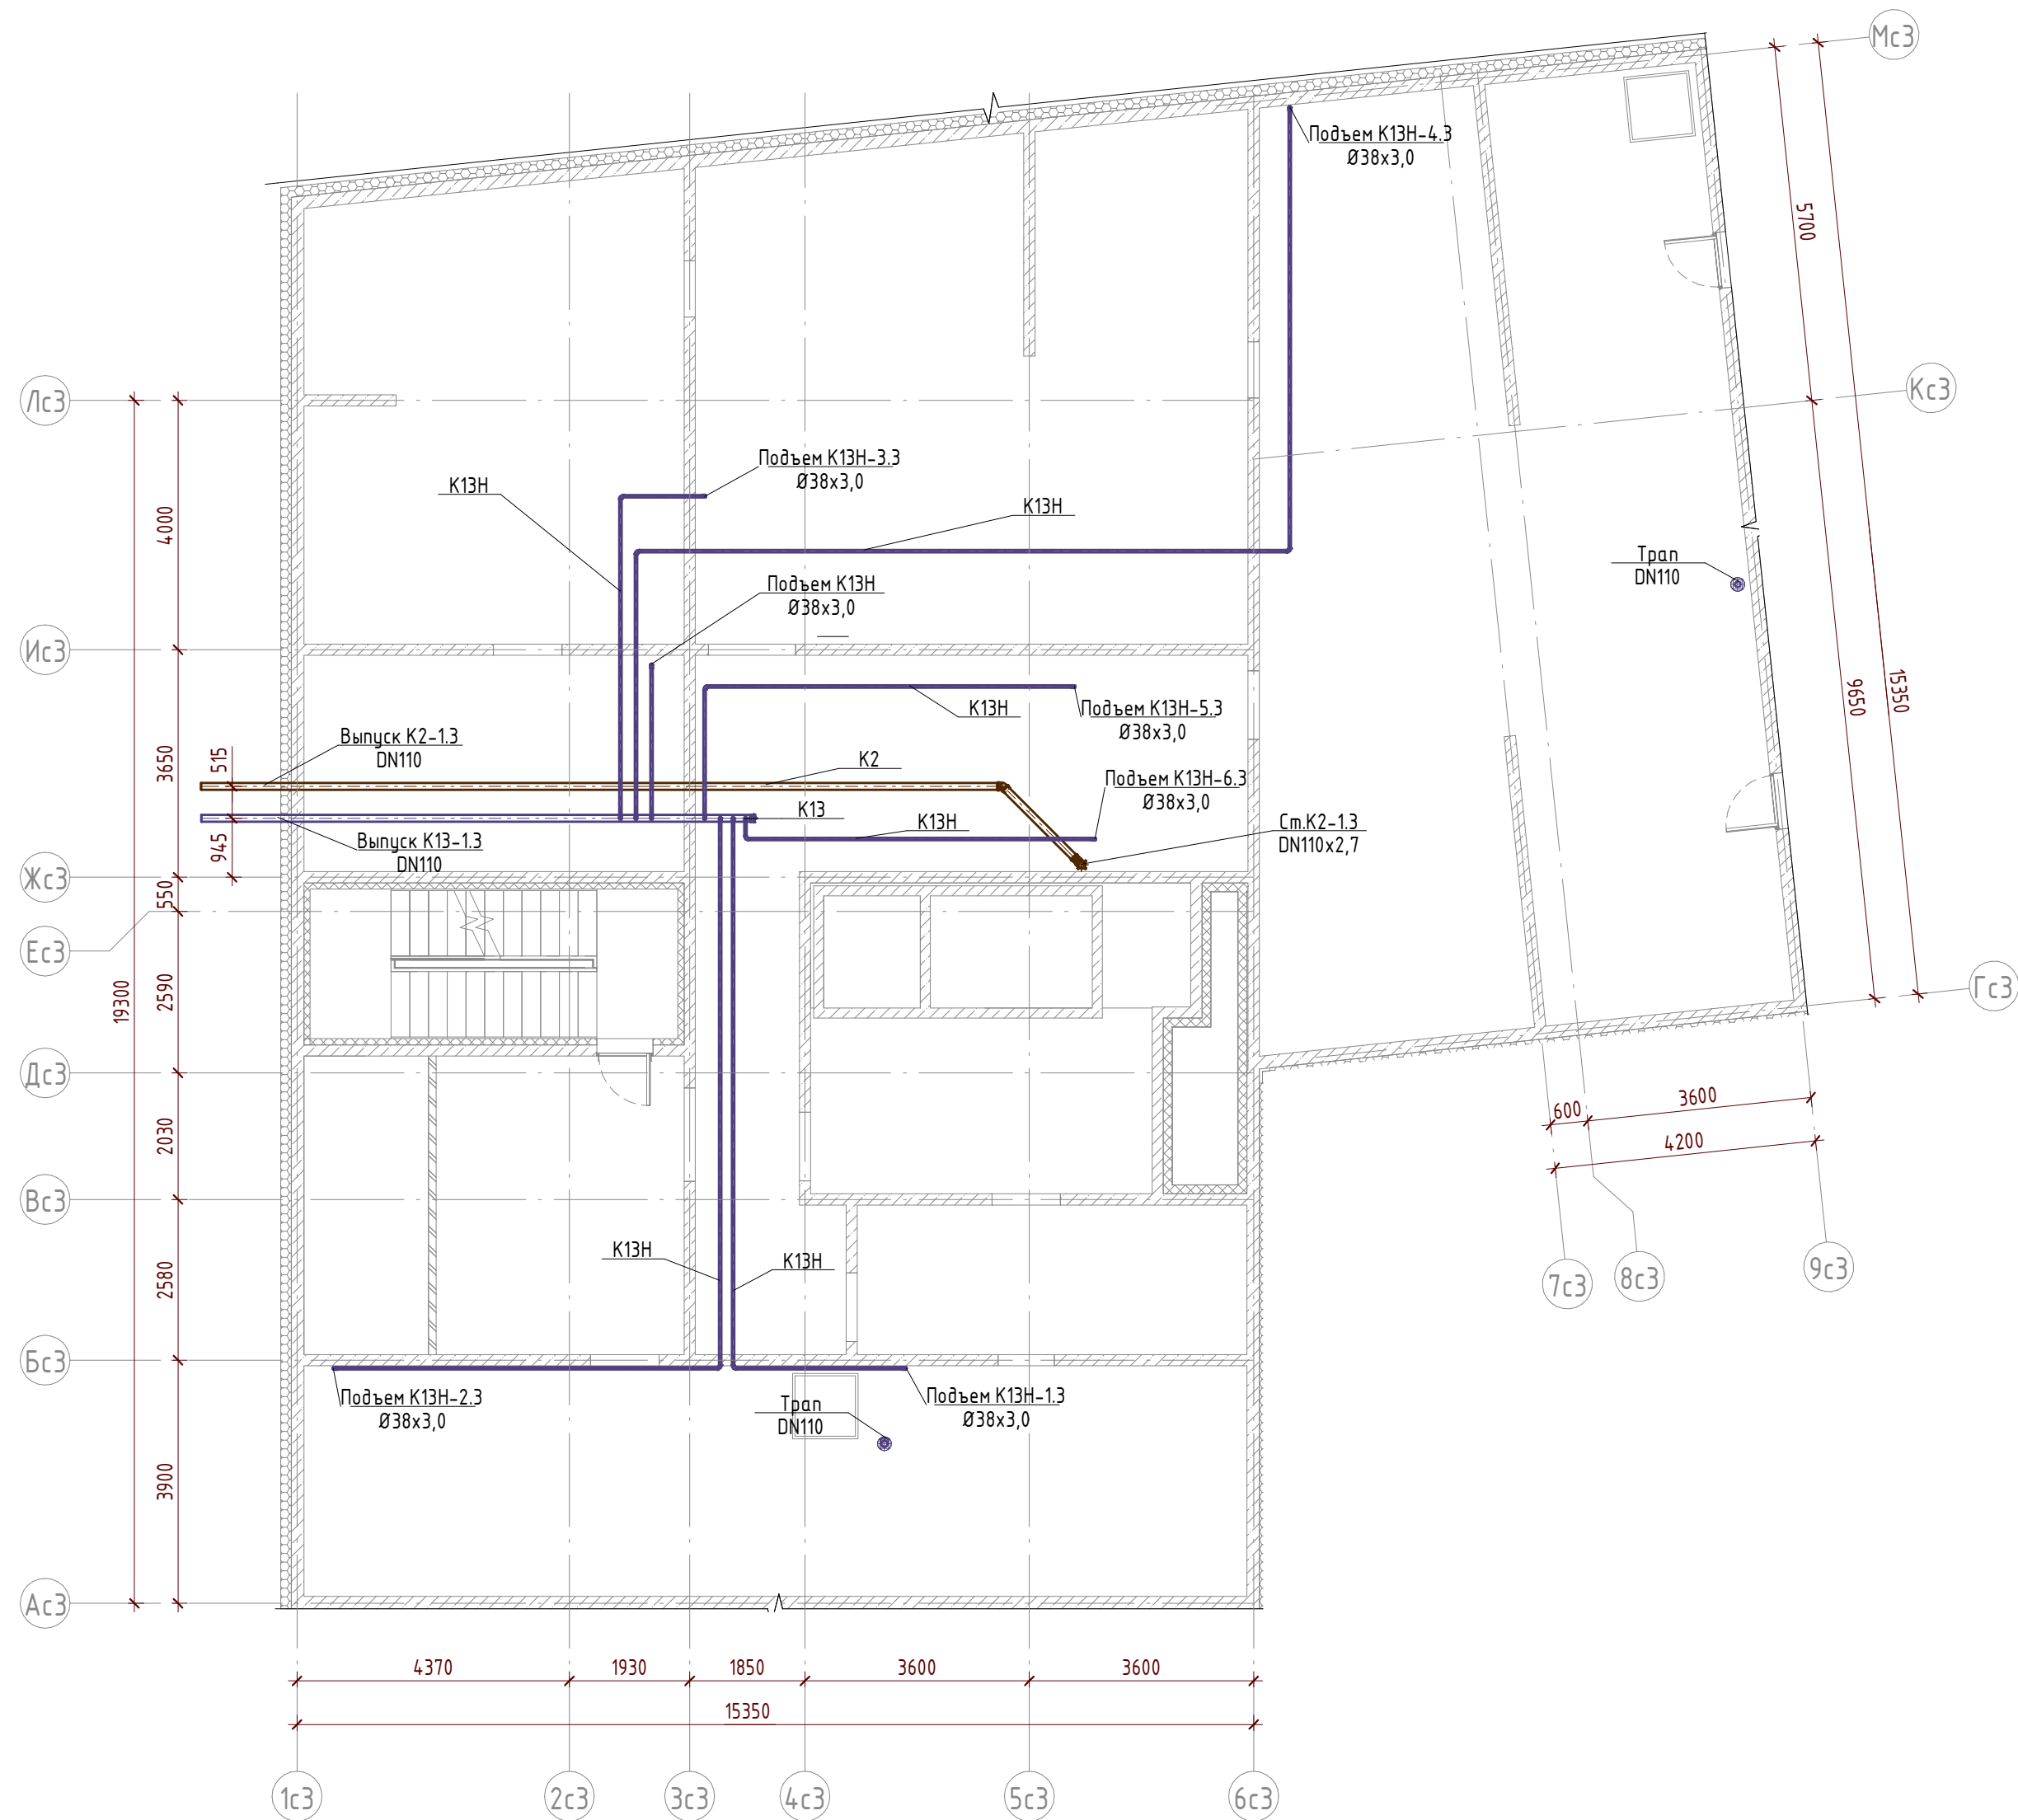 Мс3
Подъем К13Н-4.3
Ø38х3,0
5700
Лс3
Кс3
Подъем К13Н-3.3
Ø38х3,0
К13Н
К13Н
4000
Трап
DN110
Подъем К13Н
Ø38х3,0
Ис3
15350
9650
К13Н
Подъем К13Н-5.3
Ø38х3,0
Выпуск К2-1.3
DN110
515
3650
К2
Подъем К13Н-6.3
Ø38х3,0
К13
К13Н
Ст.К2-1.3
DN110х2,7
Выпуск К13-1.3
DN110
945
Жс3
550
Ес3
2590
19300
Гс3
Дс3
600
3600
4200
2030
Вс3
К13Н
К13Н
2580
7с3
8с3
9с3
Бс3
Подъем К13Н-2.3
Ø38х3,0
Трап
DN110
Подъем К13Н-1.3
Ø38х3,0
3900
Ас3
4370
1930
1850
3600
3600
15350
1с3
2с3
3с3
4с3
5с3
6с3